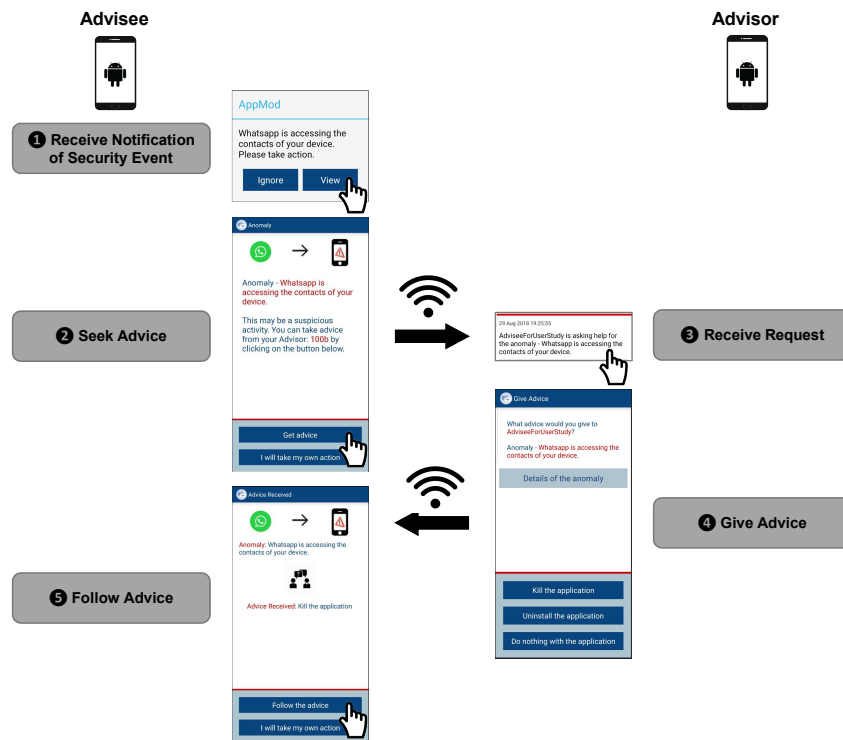 Advisee
Advisor
❶ Receive Notification
of Security Event
AppMod
Whatsapp is accessing the
contacts of your device.
Please take action.
Ignore
View
Anomaly
Anomaly - Whatsapp is
accessing the contacts of your
device.
This may be a suspicious
activity. You can take advice
from your Advisor: 100b by
clicking on the button below.
Get advice
I will take my own action
❷ Seek Advice
29 Aug 2018 19:25:55
AdviseeForUserStudy is asking help for
the anomaly - Whatsapp is accessing the
contacts of your device.
❸ Receive Request
Give Advice
What advice would you give to
AdviseeForUserStudy?
Anomaly - Whatsapp is accessing the
contacts of your device.
Details of the anomaly
Kill the application
Uninstall the application
Do nothing with the application
❹ Give Advice
Advice Received
Anomaly: Whatsapp is accessing the
contacts of your device.
Advice Received: Kill the application
Follow the advice
I will take my own action
❺ Follow Advice